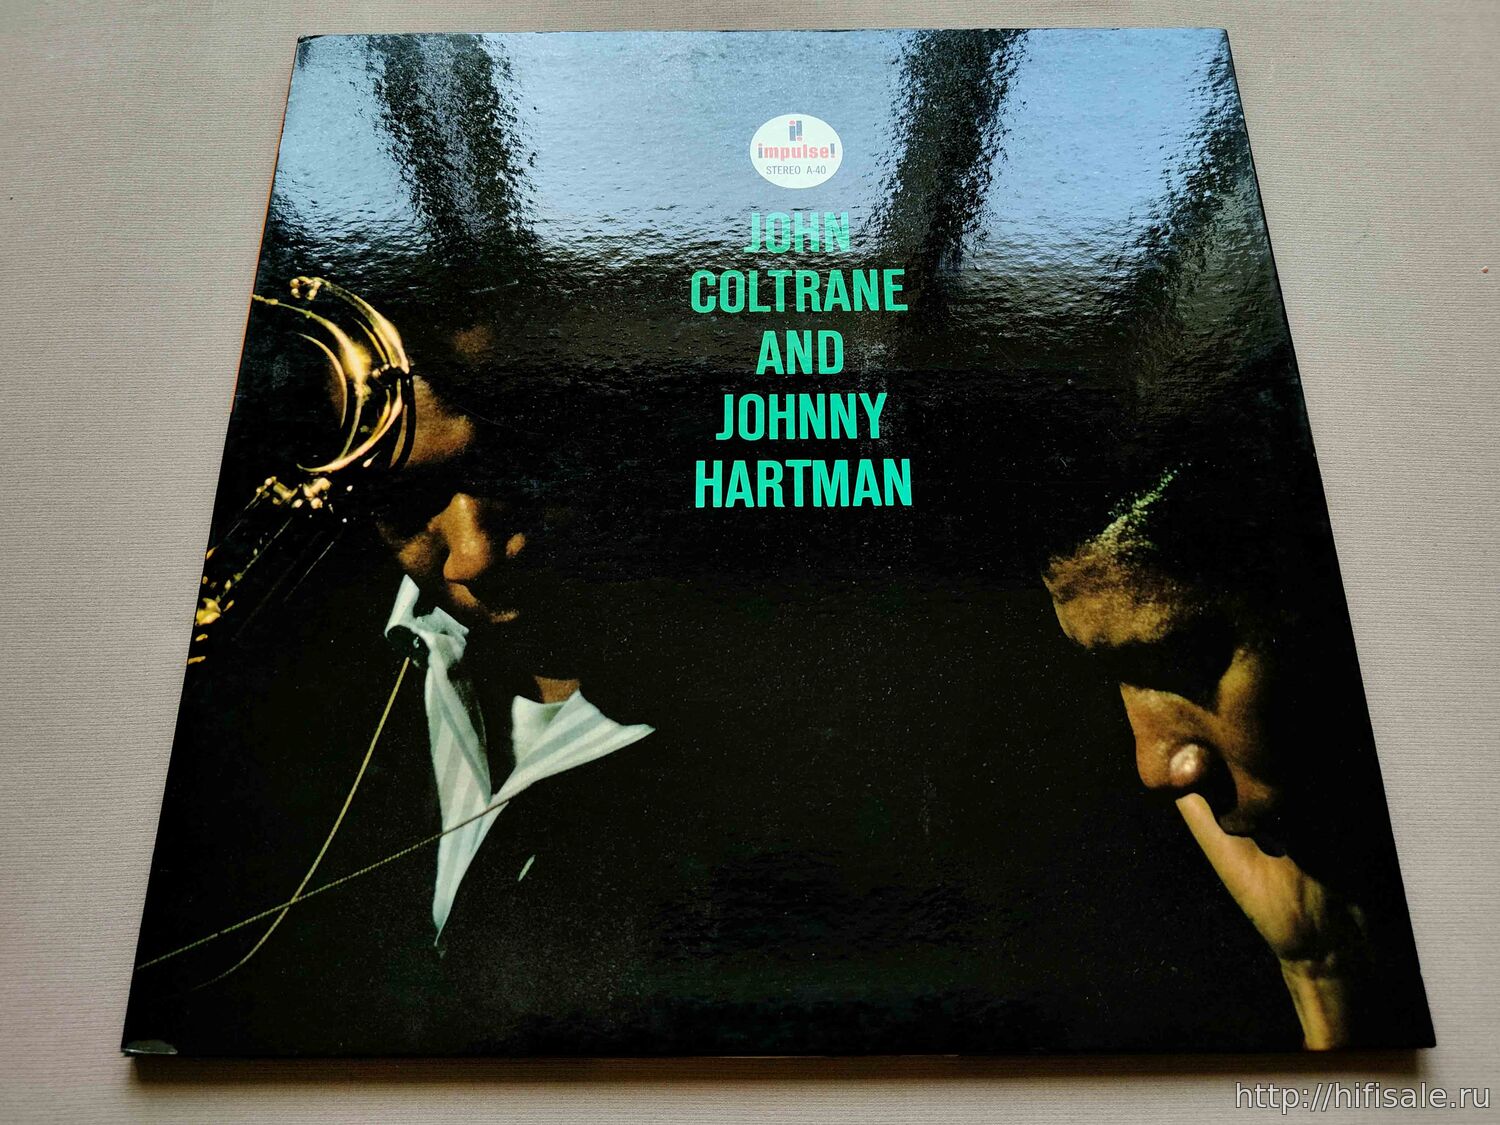 i!
impulse!
STEREO A-40
JOHN
COLTRANE
AND
JOHNNY
HARTMAN
http://hifisale.ru